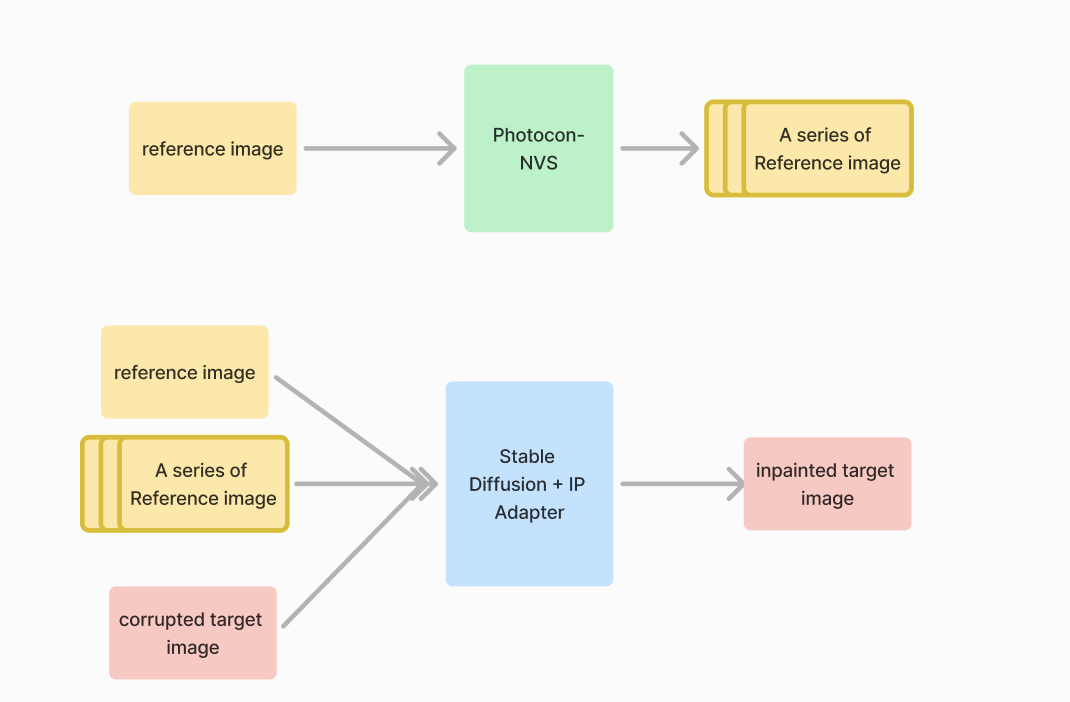 reference image
Photocon-
NVS
A series of
Reference image
reference image
A series of
Reference image
corrupted target
image
Stable
Diffusion + IP
Adapter
inpainted target
image